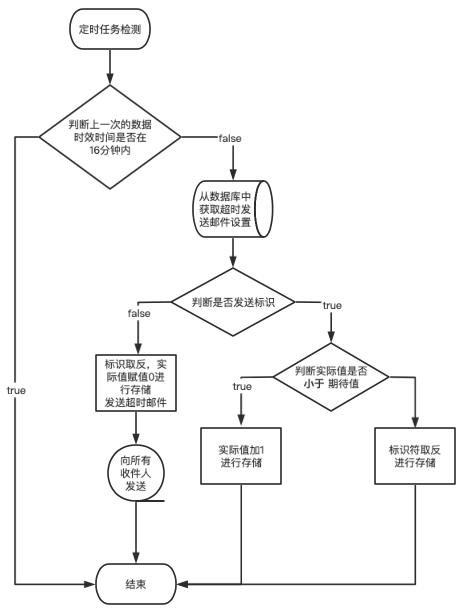 定时任务检测
判断上一次的数据
时效时间是否在
16分钟内
false
从数据库中
获取超时发
送邮件设置
判断是否发送标识
false
true
标识取反，实
际值赋值0进
行存储
发送超时邮件
判断实际值是否
小于 期待值
true
true
向所有
收件人
发送
实际值加1
进行存储
标识符取反
进行存储
结束